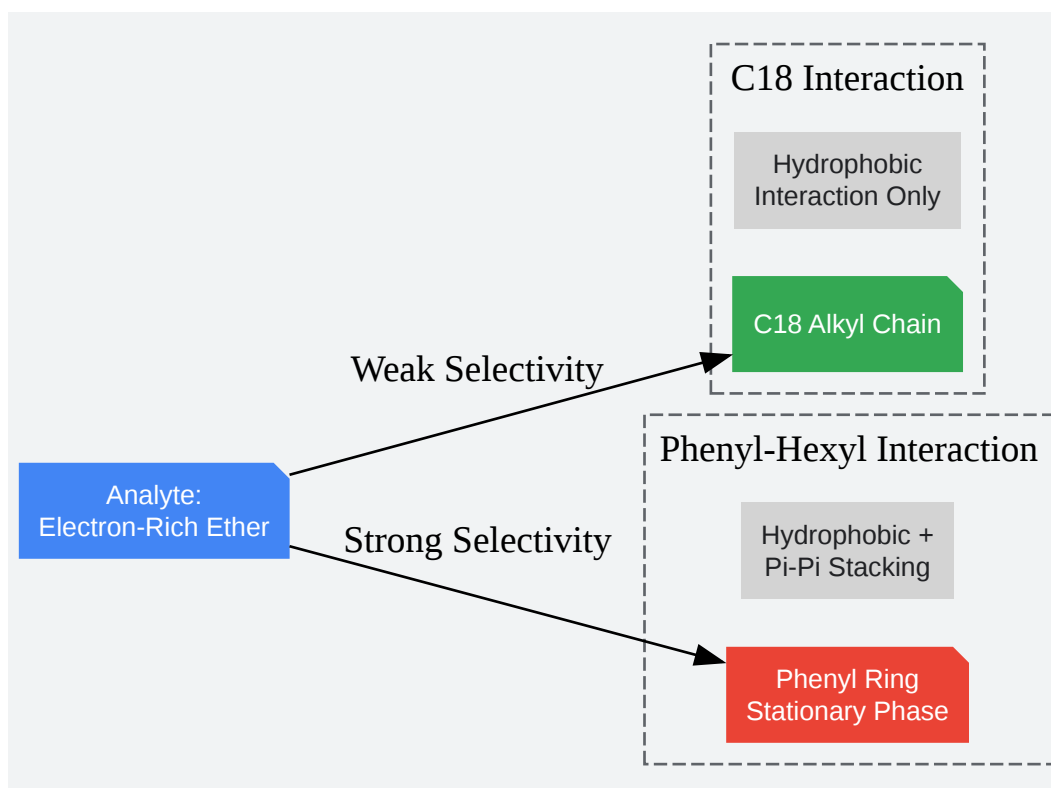 C18 Interaction
Hydrophobic
Interaction Only
C18 Alkyl Chain
Weak Selectivity
Phenyl-Hexyl Interaction
Analyte:
Electron-Rich Ether
Strong Selectivity
Hydrophobic +
Pi-Pi Stacking
Phenyl Ring
Stationary Phase